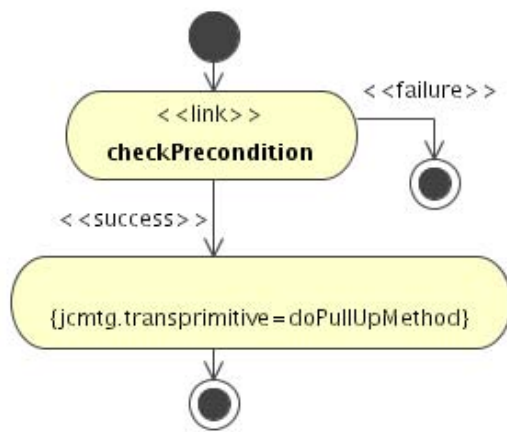 <<link>>
<<failure>>
checkPrecondition
<<success>>
{jcmtg.transprimitive=doPullUpMethod}